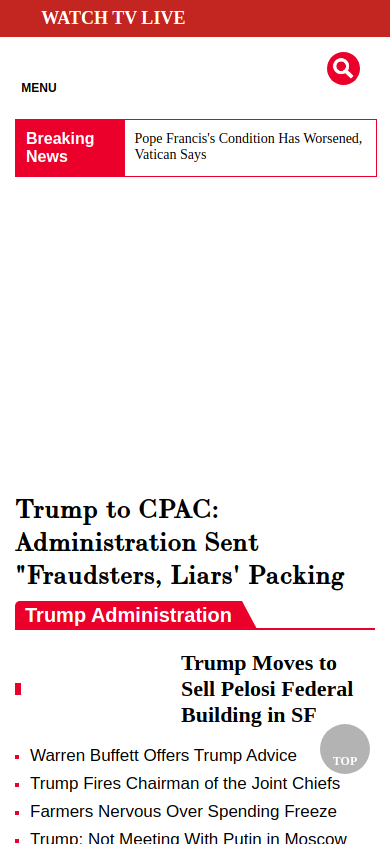 WATCH TV LIVE
MENU
Breaking
News
Pope Francis's Condition Has Worsened,
Vatican Says
Trump to CPAC:
Administration Sent
"Fraudsters, Liars' Packing
Trump Administration
Trump Moves to
Sell Pelosi Federal
Building in SF
Warren Buffett Offers Trump Advice
TOP
Trump Fires Chairman of the Joint Chiefs
Farmers Nervous Over Spending Freeze
Trump: Not Meeting With Putin in Moscow